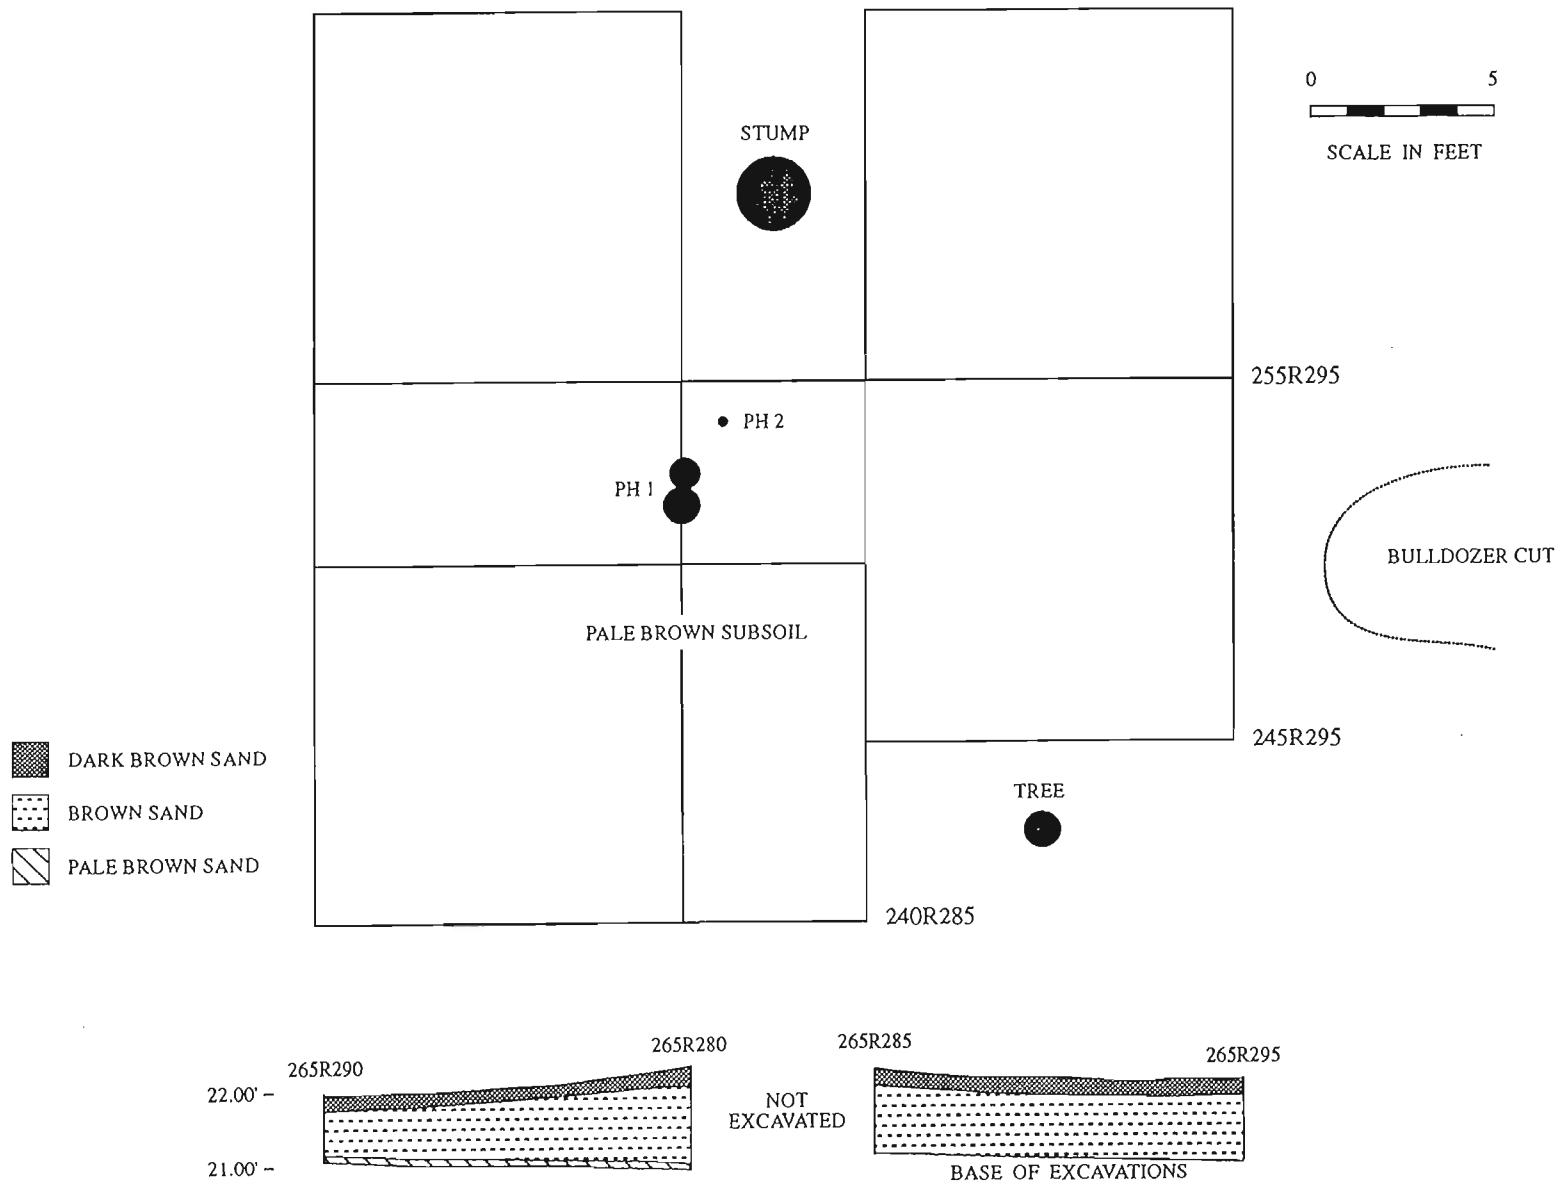 0 5
SCALE IN FEET
STUMP
255R295
PH 2
PH 1
BULLDOZER CUT
PALE BROWN SUBSOIL
245R295
DARK BROWN SAND
BROWN SAND
PALE BROWN SAND
TREE
240R285
265R290
265R280
265R285
265R295
22.00' –
NOT
EXCAVATED
21.00' –
BASE OF EXCAVATIONS